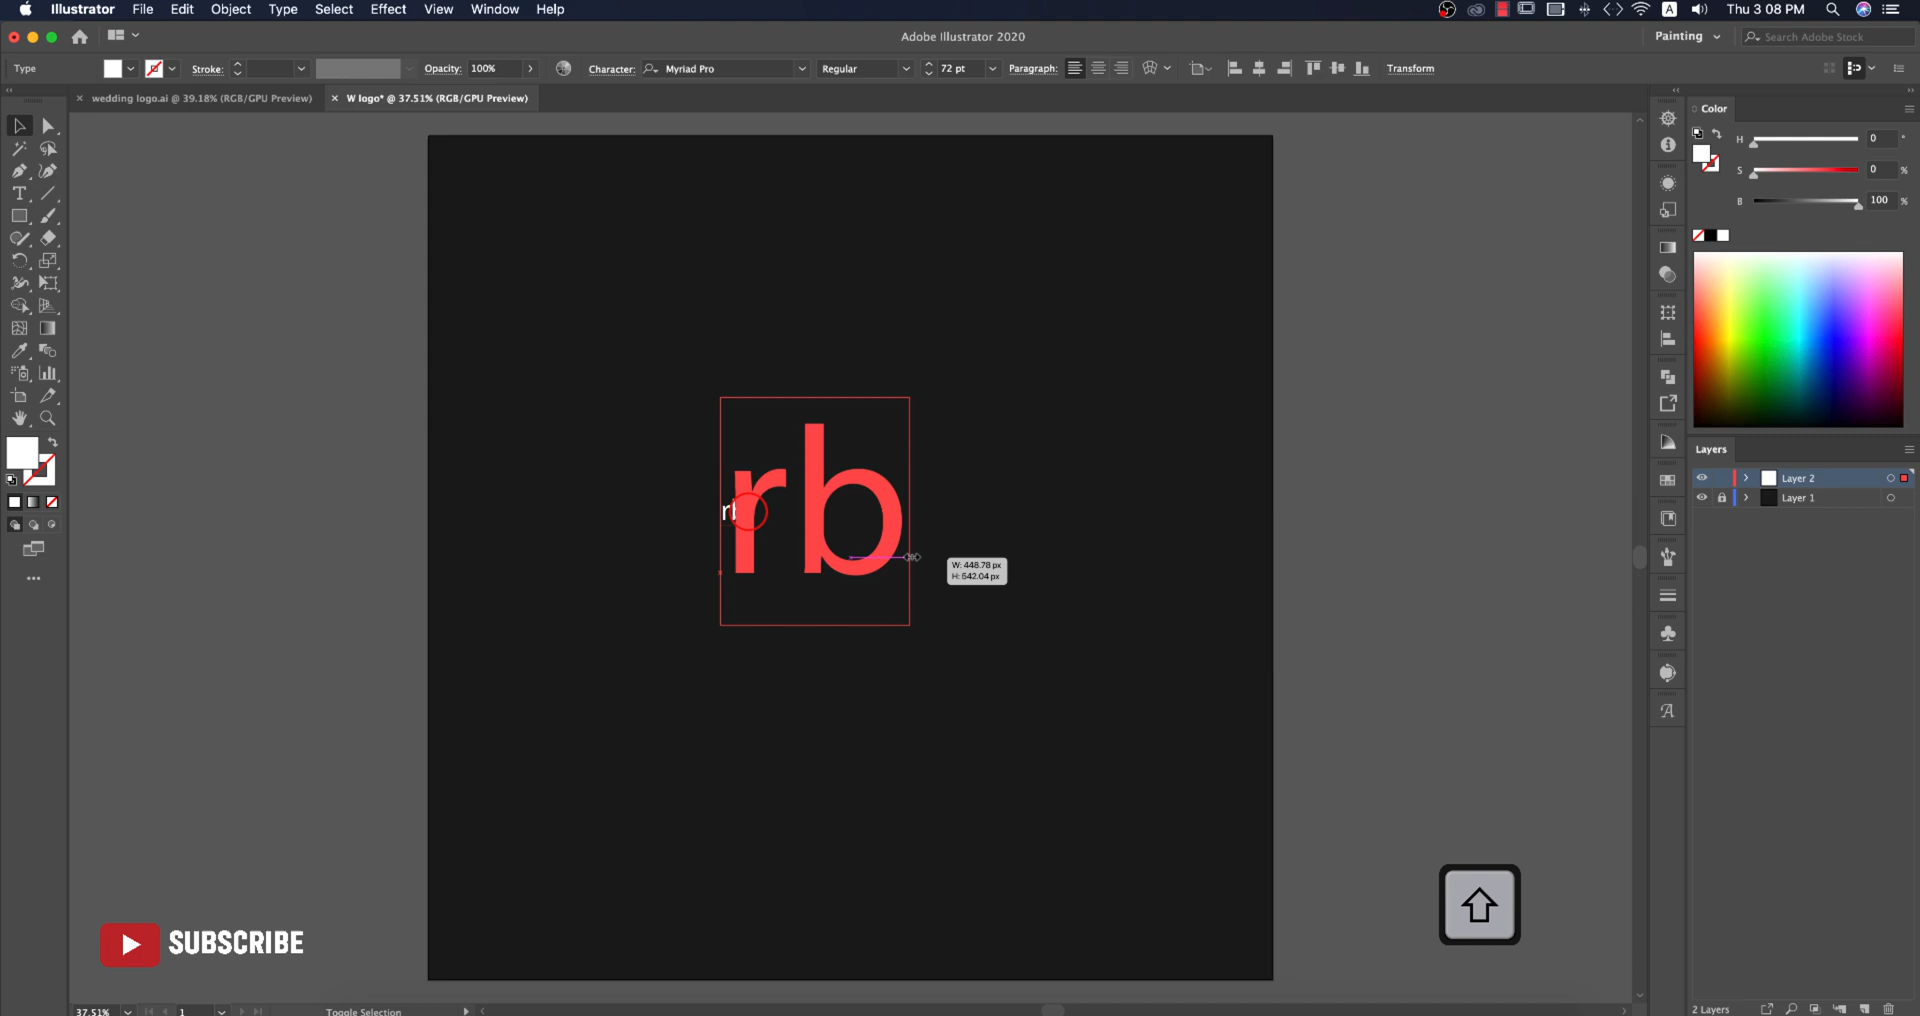 Illustrator File Edit Object Type Select Effect View Window Help
A Thu 3 08 PM
Adobe Illustrator 2020
Painting
Search Adobe Stock
Type
Stroke:
Opacity: 100%
Character: Myriad Pro
Regular
72 pt
Paragraph:
Transform
wedding logo.ai @ 39.18% (RGB/GPU Preview)
W logo* @ 37.51% (RGB/GPU Preview)
Color
H 0 °
S 0 %
B 100 %
Layers
Layer 2
Layer 1
rb
rb
W: 448.78 px
H: 542.04 px
SUBSCRIBE
37.51%
1
Toggle Selection
2 Layers